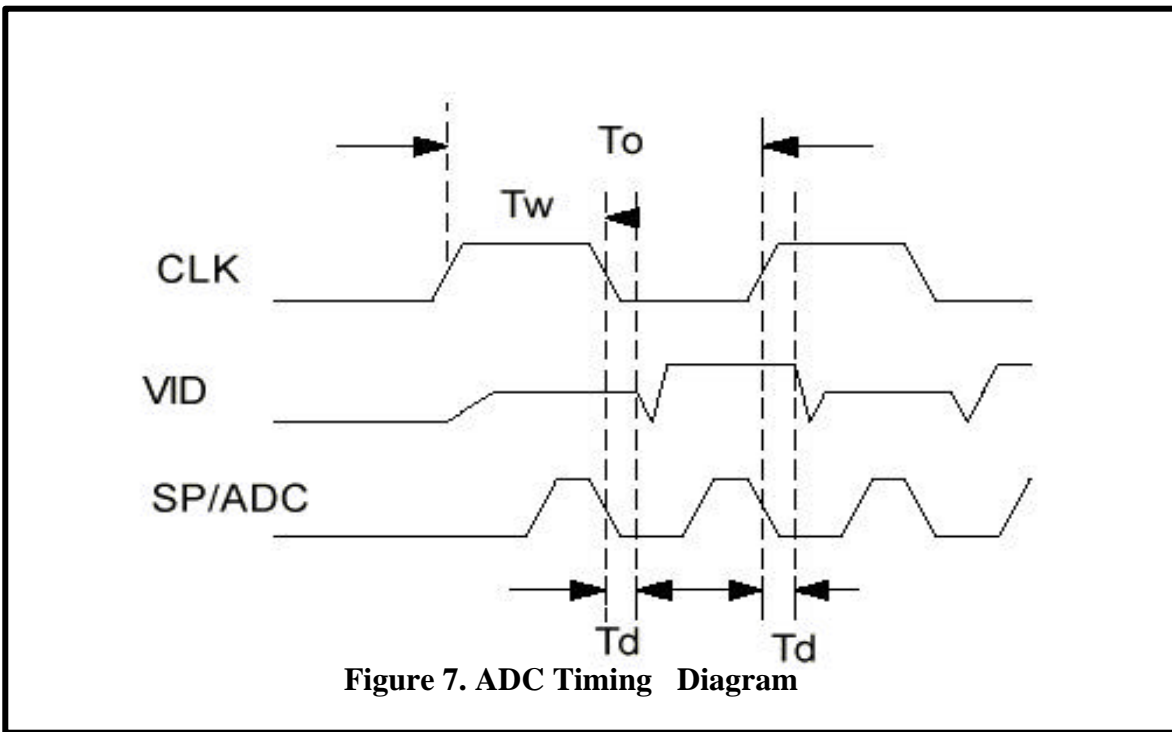 To
Tw
CLK
VID
SP/ADC
Td Td
Figure 7. ADC Timing Diagram